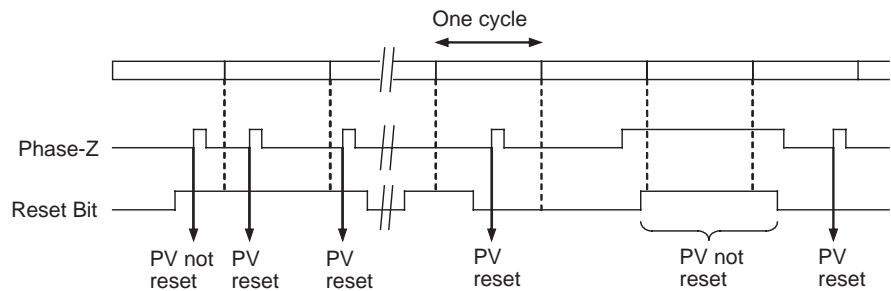 One cycle
Phase-Z
Reset Bit
PV not
reset
PV
reset
PV
reset
PV
reset
PV not
reset
PV
reset